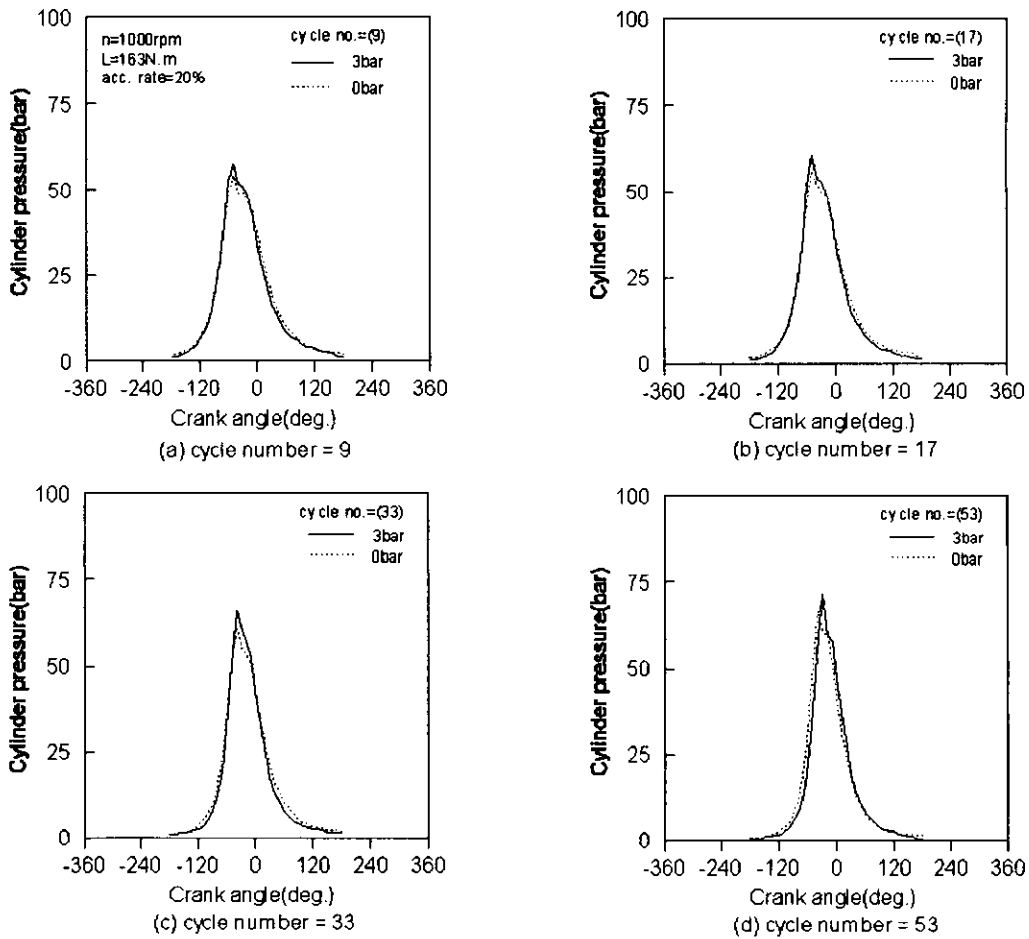 100
75
50
25
0
Cylinder pressure(bar)
n=1000rpm
L=163N.m
acc. rate=20%
cycle no.=(9)
3bar
0bar
-360 -240 -120 0 120 240 360
Crank angle(deg.)
(a) cycle number = 9
100
75
50
25
0
Cylinder pressure(bar)
cycle no.=(17)
3bar
0bar
-360 -240 -120 0 120 240 360
Crank angle(deg.)
(b) cycle number = 17
100
75
50
25
0
Cylinder pressure(bar)
cycle no.=(33)
3bar
0bar
-360 -240 -120 0 120 240 360
Crank angle(deg.)
(c) cycle number = 33
100
75
50
25
0
Cylinder pressure(bar)
cycle no.=(53)
3bar
0bar
-360 -240 -120 0 120 240 360
Crank angle(deg.)
(d) cycle number = 53